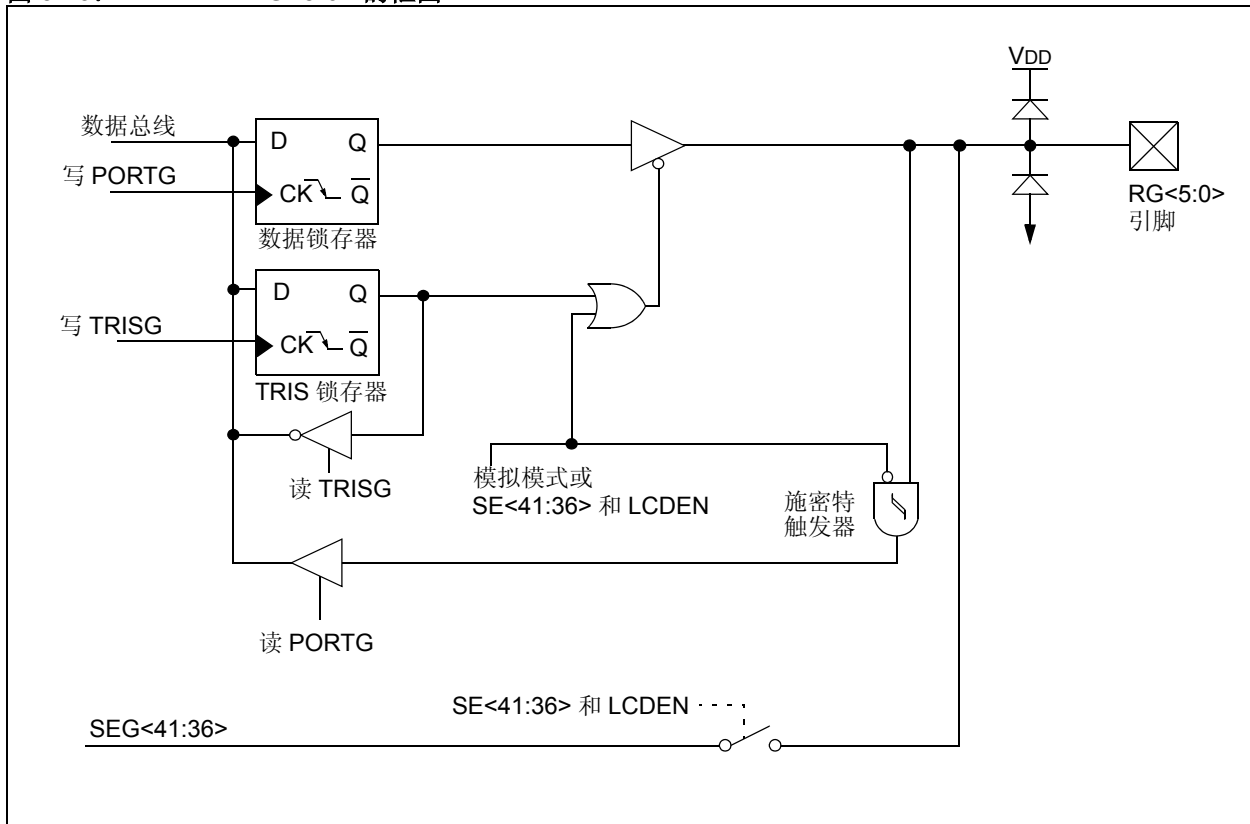 VDD
数据总线
D Q
写 PORTG
CK Q
数据锁存器
RG<5:0>
引脚
D Q
写 TRISG
CK Q
TRIS 锁存器
读 TRISG
模拟模式或
SE<41:36> 和 LCDEN
施密特
触发器
读 PORTG
SE<41:36> 和 LCDEN
SEG<41:36>